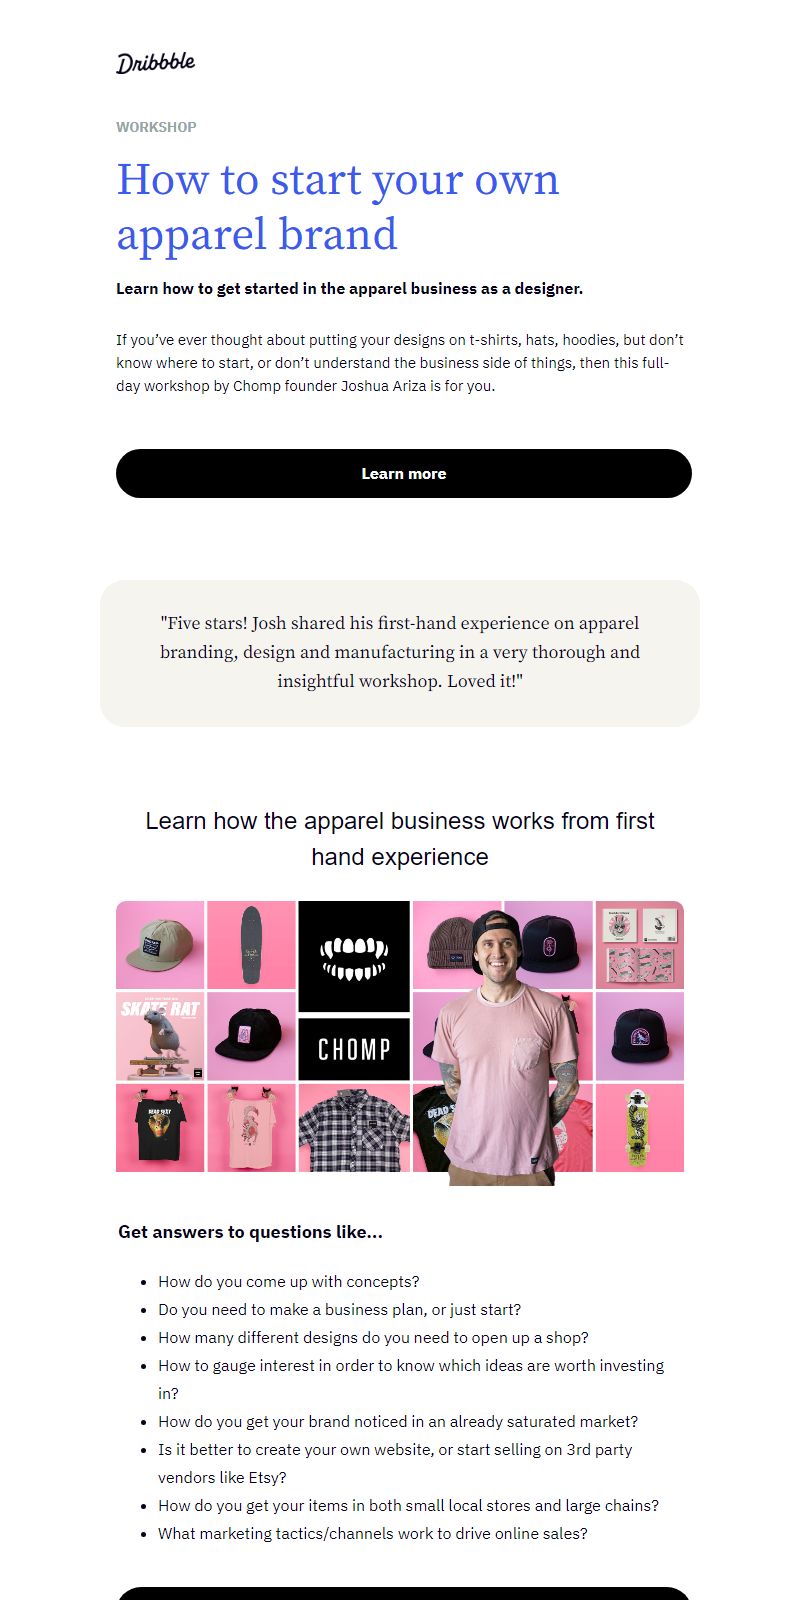 Dribbble
WORKSHOP
How to start your own
apparel brand
Learn how to get started in the apparel business as a designer.
If you’ve ever thought about putting your designs on t-shirts, hats, hoodies, but don’t
know where to start, or don’t understand the business side of things, then this full-
day workshop by Chomp founder Joshua Ariza is for you.
Learn more
"Five stars! Josh shared his first-hand experience on apparel
branding, design and manufacturing in a very thorough and
insightful workshop. Loved it!"
Learn how the apparel business works from first
hand experience
SKATE RAT
CHOMP
DEAD SEXY
DEAD SEXY
Get answers to questions like...
• How do you come up with concepts?
• Do you need to make a business plan, or just start?
• How many different designs do you need to open up a shop?
• How to gauge interest in order to know which ideas are worth investing
in?
• How do you get your brand noticed in an already saturated market?
• Is it better to create your own website, or start selling on 3rd party
vendors like Etsy?
• How do you get your items in both small local stores and large chains?
• What marketing tactics/channels work to drive online sales?